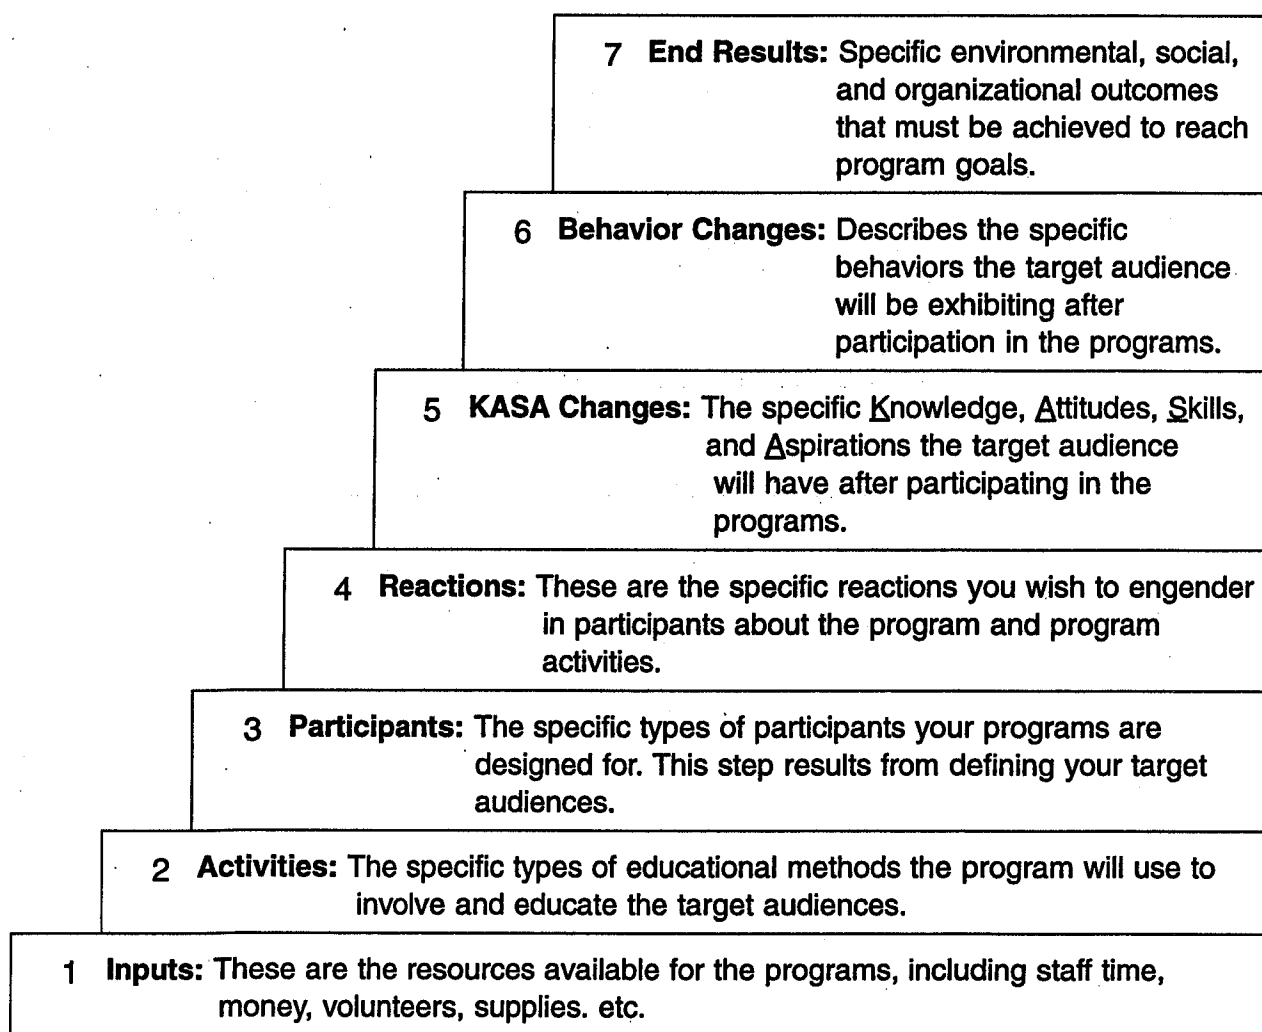 7 End Results: Specific environmental, social,
and organizational outcomes
that must be achieved to reach
program goals.
6 Behavior Changes: Describes the specific
behaviors the target audience
will be exhibiting after
participation in the programs.
5 KASA Changes: The specific Knowledge, Attitudes, Skills,
and Aspirations the target audience
will have after participating in the
programs.
4 Reactions: These are the specific reactions you wish to engender
in participants about the program and program
activities.
3 Participants: The specific types of participants your programs are
designed for. This step results from defining your target
audiences.
2 Activities: The specific types of educational methods the program will use to
involve and educate the target audiences.
1 Inputs: These are the resources available for the programs, including staff time,
money, volunteers, supplies. etc.